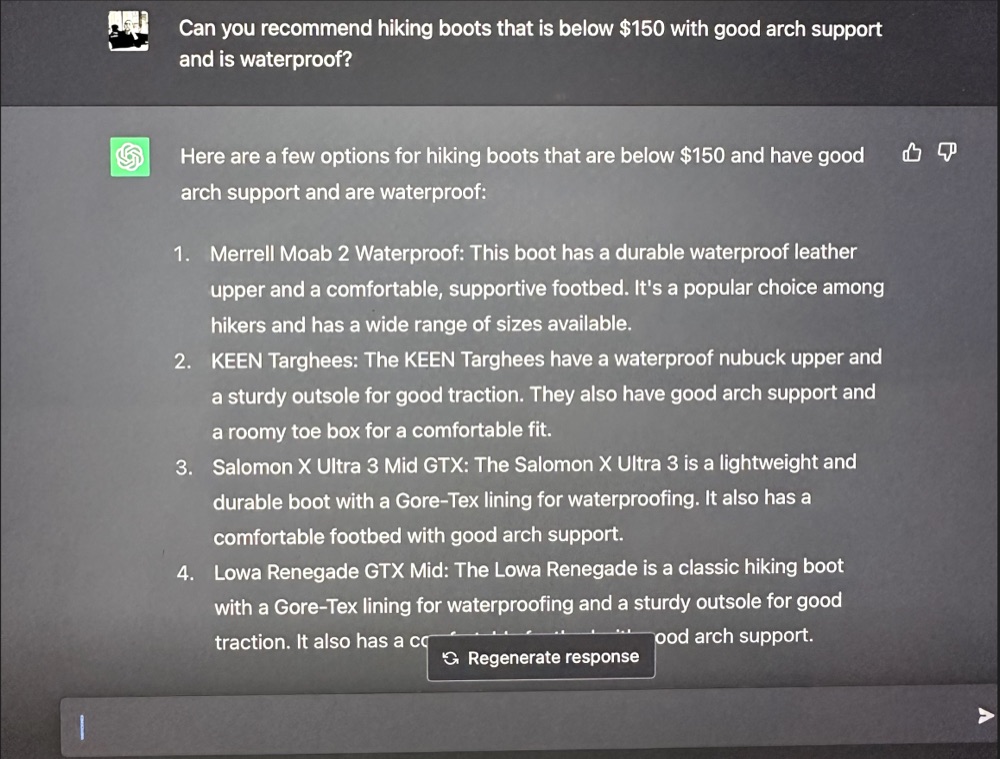 Can you recommend hiking boots that is below $150 with good arch support
and is waterproof?
Here are a few options for hiking boots that are below $150 and have good
arch support and are waterproof:
1. Merrell Moab 2 Waterproof: This boot has a durable waterproof leather
upper and a comfortable, supportive footbed. It's a popular choice among
hikers and has a wide range of sizes available.
2. KEEN Targhees: The KEEN Targhees have a waterproof nubuck upper and
a sturdy outsole for good traction. They also have good arch support and
a roomy toe box for a comfortable fit.
3. Salomon X Ultra 3 Mid GTX: The Salomon X Ultra 3 is a lightweight and
durable boot with a Gore-Tex lining for waterproofing. It also has a
comfortable footbed with good arch support.
4. Lowa Renegade GTX Mid: The Lowa Renegade is a classic hiking boot
with a Gore-Tex lining for waterproofing and a sturdy outsole for good
traction. It also has a arch support.
Regenerate response